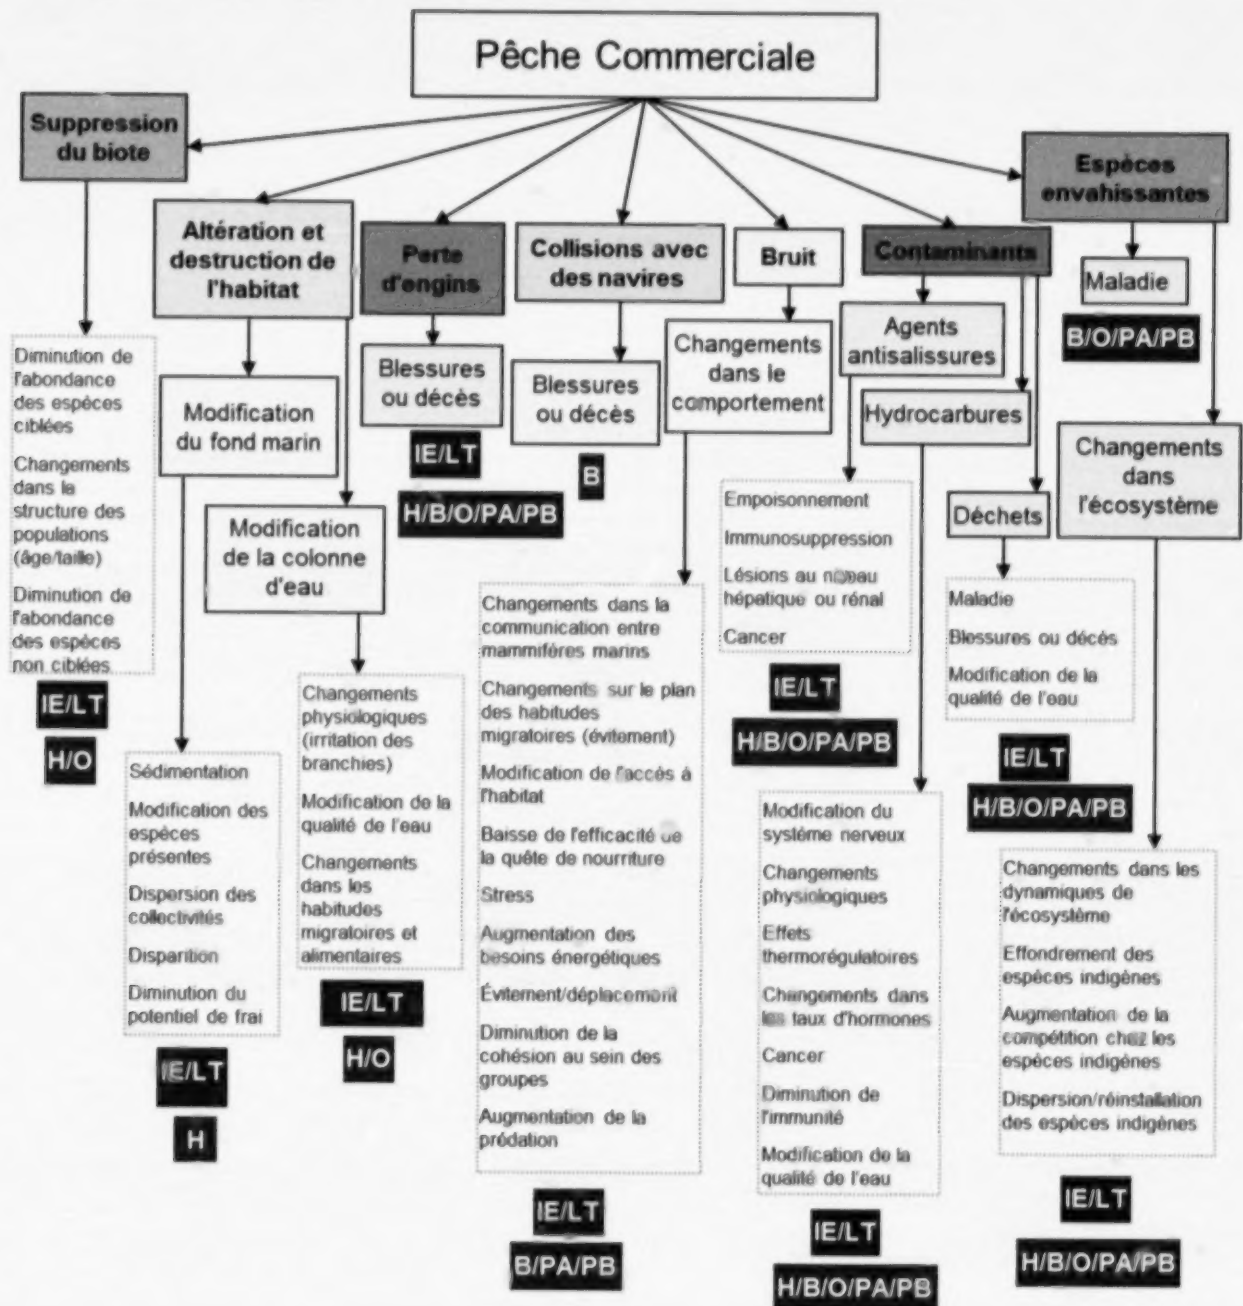 Pêche Commerciale
Suppression
du biote
Diminution de
l'abondance
des espèces
ciblées
Changements
dans la
structure des
populations
(âge/taille)
Diminution de
l'abondance
des espèces
non ciblées
IE/LT
H/O
Altération et
destruction de
l'habitat
Modification
du fond marin
Sédimentation
Modification des
espèces
présentes
Dispersion des
collectivités
Disparition
Diminution du
potentiel de frai
IE/LT
H
Modification
de la colonne
d'eau
Changements
physiologiques
(irritation des
branchies)
Modification de la
qualité de l'eau
Changements
dans les
habitudes
migratoires et
alimentaires
IE/LT
H/O
Perte
d'engins
Blessures
ou décès
IE/LT
H/B/O/PA/PB
Collisions avec
des navires
Blessures
ou décès
B
Bruit
Changements
dans le
comportement
Changements dans la
communication entre
mammifères marins
Changements sur le plan
des habitudes
migratoires (évitement)
Modification de l'accès à
l'habitat
Baisse de l'efficacité de
la quête de nourriture
Stress
Augmentation des
besoins énergétiques
Évitement/déplacement
Diminution de la
cohésion au sein des
groupes
Augmentation de la
prédation
IE/LT
B/PA/PB
Contaminants
Agents
antisalissures
Empoisonnement
Immunosuppression
Lésions au niveau
hépatique ou rénal
Cancer
IE/LT
H/B/O/PA/PB
Hydrocarbures
Modification du
système nerveux
Changements
physiologiques
Effets
thermorégulatoires
Changements dans
les taux d'hormones
Cancer
Diminution de
l'immunité
Modification de la
qualité de l'eau
IE/LT
H/B/O/PA/PB
Déchets
Maladie
Blessures ou décès
Modification de la
qualité de l'eau
IE/LT
H/B/O/PA/PB
Espèces
envahissantes
Maladie
B/O/PA/PB
Changements
dans
l'écosystème
Changements dans les
dynamiques de
l'écosystème
Effondrement des
espèces indigènes
Augmentation de la
compétition chez les
espèces indigènes
Dispersion/réinstallation
des espèces indigènes
IE/LT
H/B/O/PA/PB